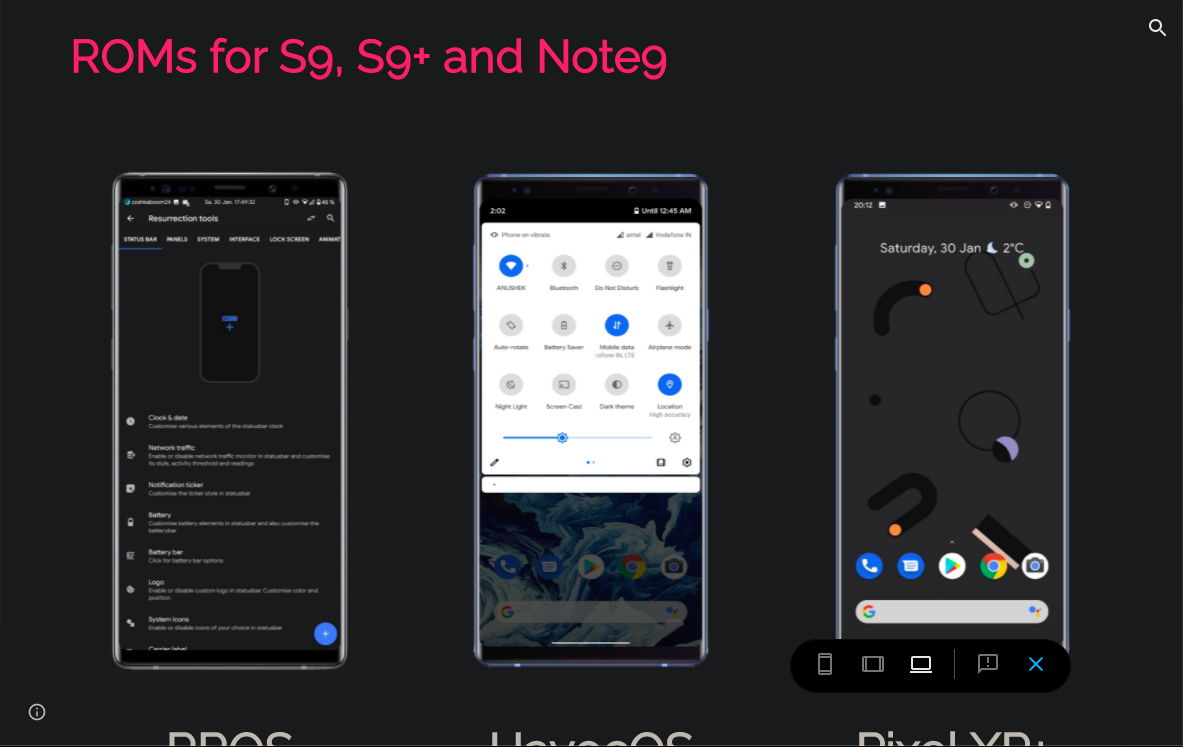 ROMs for S9, S9+ and Note9
zashkaboom24
Sa. 30 Jan. 17:49:32
45 %
Resurrection tools
STATUS BAR PANELS SYSTEM INTERFACE LOCK SCREEN ANIMAT
Clock & date
Customise various elements of the statusbar clock
Network traffic
Enable or disable network traffic monitor in statusbar and customise
its style, activity threshold and readings
Notification ticker
Customise the ticker style in statusbar
Battery
Customise battery elements in statusbar and also customise the
batterybar
Battery bar
Click for battery bar options
Logo
Enable or disable custom logo in statusbar. Customise color and
position
System icons
Enable or disable icons of your choice in statusbar
Carrier label
2:02
Until 12:45 AM
Phone on vibrate
airtel
Vodafone IN
ANUSHEK
Bluetooth
Do Not Disturb
Flashlight
Auto-rotate
Battery Saver
Mobile data
Airplane mode
Night Light
Screen Cast
Dark theme
Location
High accuracy
20:12
Saturday, 30 Jan 2°C
HavocOS
Pixel XP+